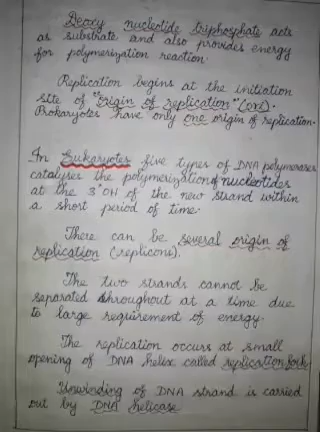 Deoxy nucleotide triphosphate acts
as substrate and also provides energy
for polymerization reaction.
Replication begins at the initiation
site of "origin of replication" (ori).
Prokaryotes have only one origin of replication.
In Eukaryotes five types of DNA polymerases
catalyses the polymerization of nucleotides
at the 3'OH of the new strand within
a short period of time.
There can be several origin of
replication (replicons).
The two strands cannot be
separated throughout at a time due
to large requirement of energy.
The replication occurs at small
opening of DNA helix called replication fork.
Unwinding of DNA strand is carried
out by DNA helicase